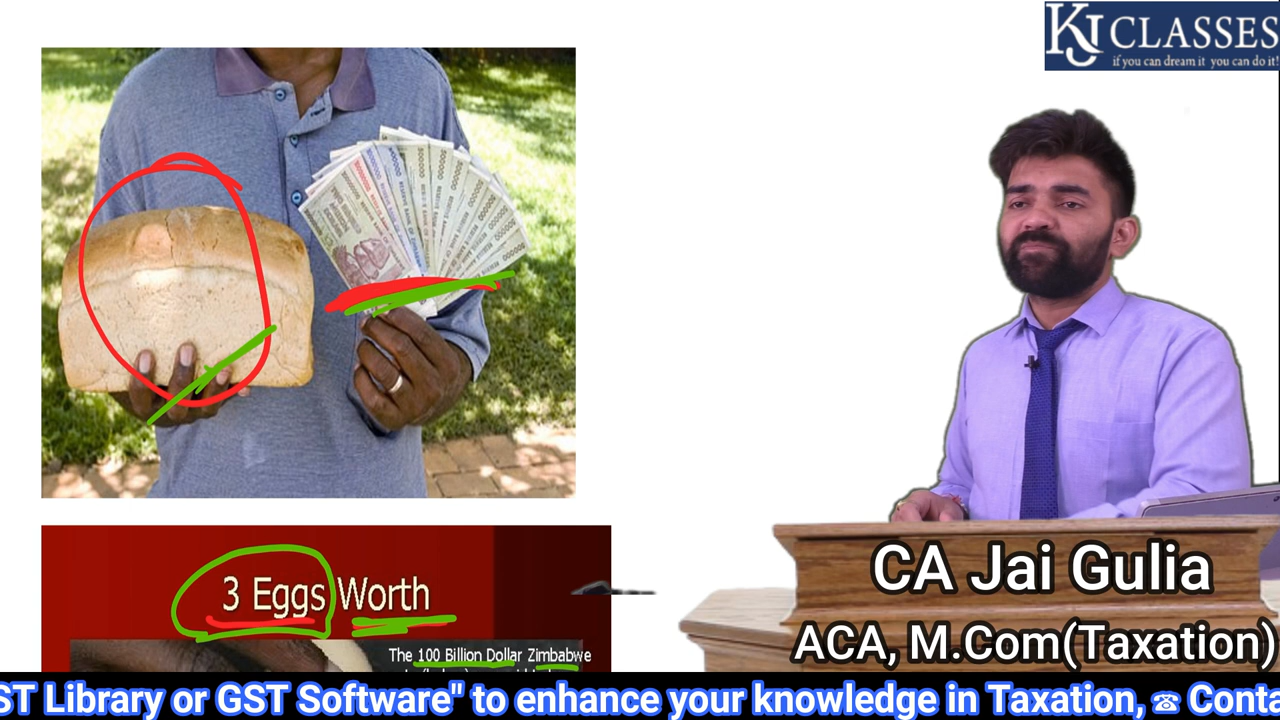 KJ CLASSES
if you can dream it you can do it!
3 Eggs Worth
The 100 Billion Dollar Zimbabwe
CA Jai Gulia
ACA, M.Com(Taxation)
ST Library or GST Software" to enhance your knowledge in Taxation, ☎ Conta